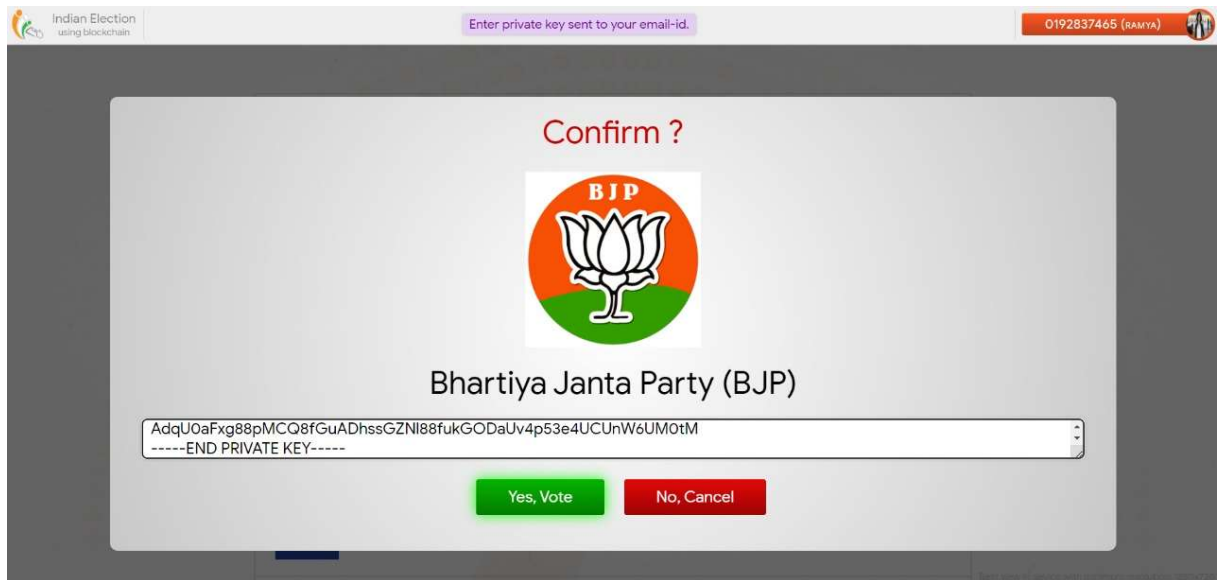 Indian Election
using blockchain
Enter private key sent to your email-id.
0192837465 (RAMYA)
Confirm ?
BJP
Bhartiya Janta Party (BJP)
AdqU0aFxg88pMCQ8fGuADhssGZNl88fukGODaUv4p53e4UCUnW6UM0tM
-----END PRIVATE KEY-----
Yes, Vote
No, Cancel